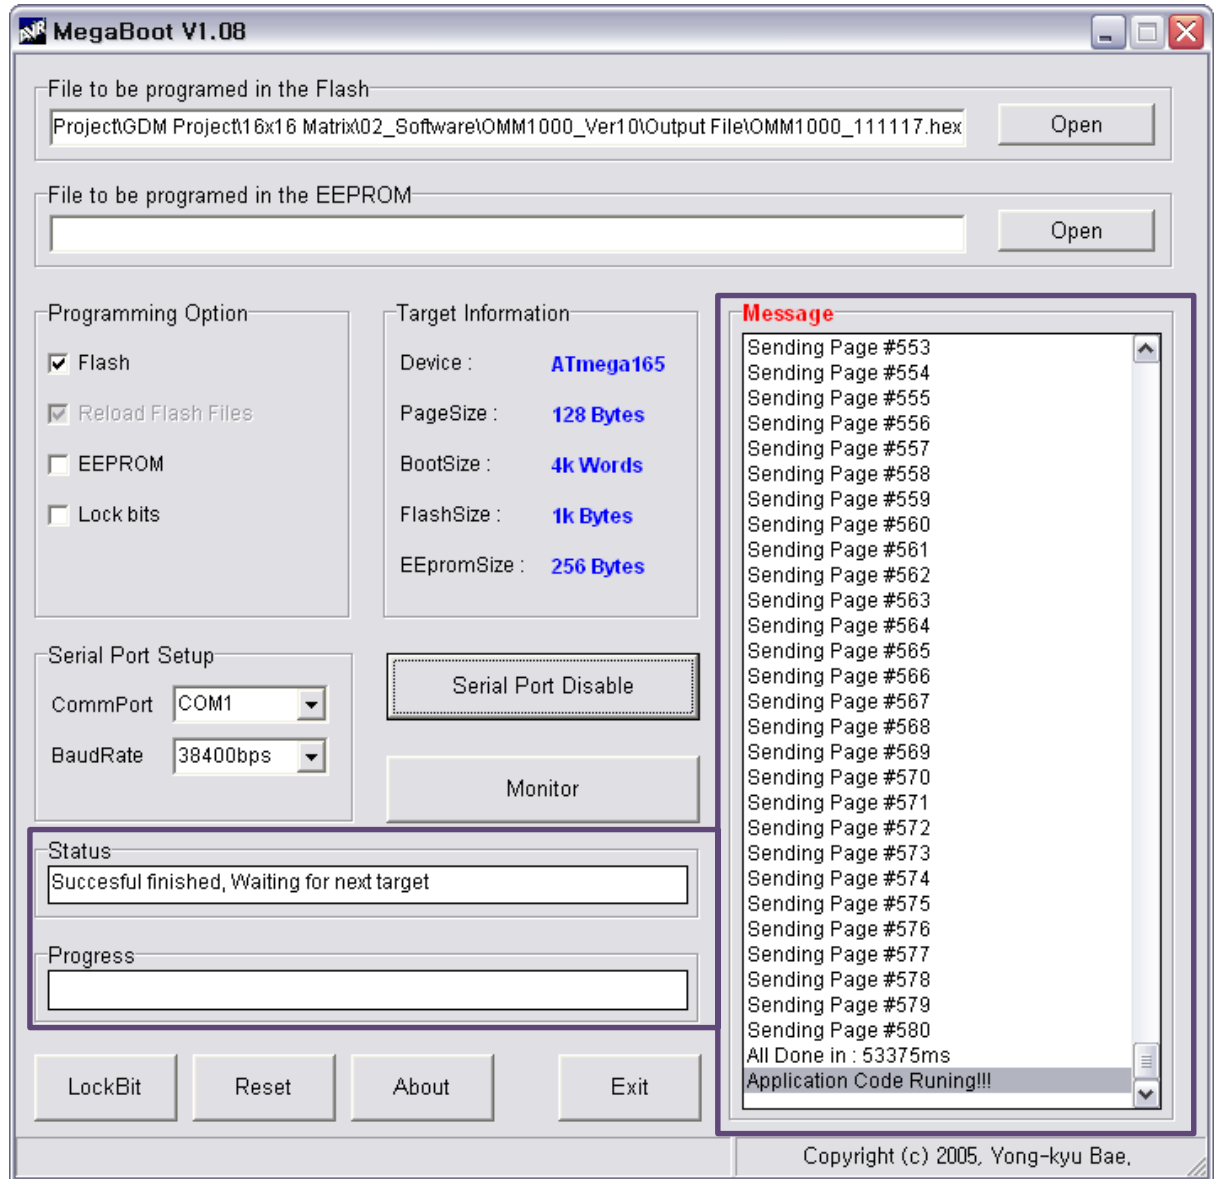 MegaBoot V1.08
File to be programed in the Flash
Project\GDM Project\16x16 Matrix\02_Software\OMM1000_Ver10\Output File\OMM1000_111117.hex
Open
File to be programed in the EEPROM
Open
Programming Option
Flash
Reload Flash Files
EEPROM
Lock bits
Target Information
Device : ATmega165
PageSize : 128 Bytes
BootSize : 4k Words
FlashSize : 1k Bytes
EEpromSize : 256 Bytes
Serial Port Setup
CommPort COM1
BaudRate 38400bps
Serial Port Disable
Monitor
Status
Succesful finished, Waiting for next target
Progress
LockBit
Reset
About
Exit
Message
Sending Page #553
Sending Page #554
Sending Page #555
Sending Page #556
Sending Page #557
Sending Page #558
Sending Page #559
Sending Page #560
Sending Page #561
Sending Page #562
Sending Page #563
Sending Page #564
Sending Page #565
Sending Page #566
Sending Page #567
Sending Page #568
Sending Page #569
Sending Page #570
Sending Page #571
Sending Page #572
Sending Page #573
Sending Page #574
Sending Page #575
Sending Page #576
Sending Page #577
Sending Page #578
Sending Page #579
Sending Page #580
All Done in : 53375ms
Application Code Runing!!!
Copyright (c) 2005, Yong-kyu Bae,